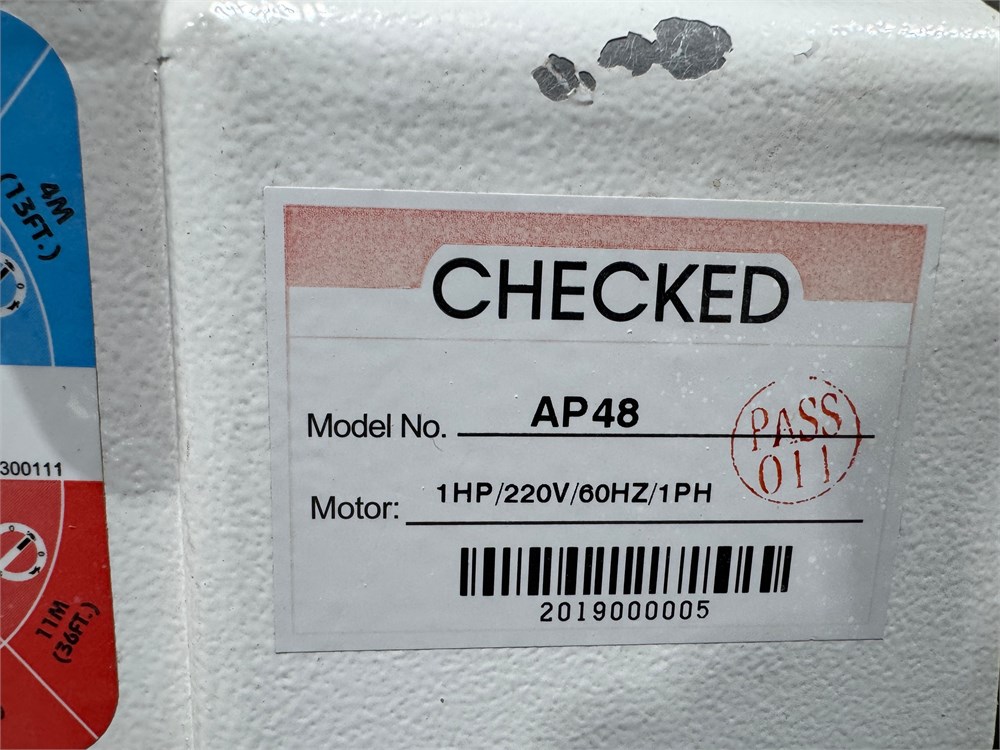 4M
(13FT.)
300111
11M
(36FT.)
CHECKED
Model No. AP48
PASS
011
Motor: 1HP/220V/60HZ/1PH
2019000005